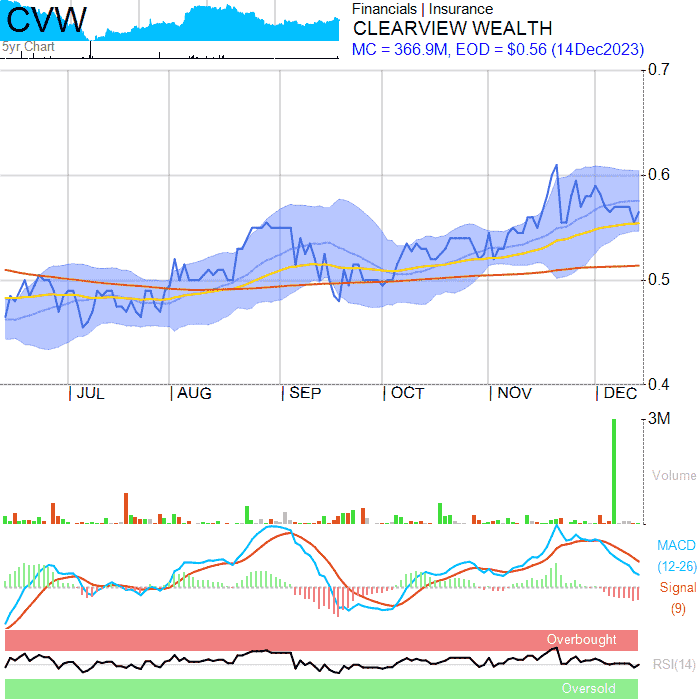 CVW
5yr Chart
Financials | Insurance
CLEARVIEW WEALTH
MC = 366.9M, EOD = $0.56 (14Dec2023)
0.7
0.6
0.5
0.4
JUL AUG SEP OCT NOV DEC
3M
Volume
MACD
(12-26)
Signal
(9)
Overbought
RSI(14)
Oversold